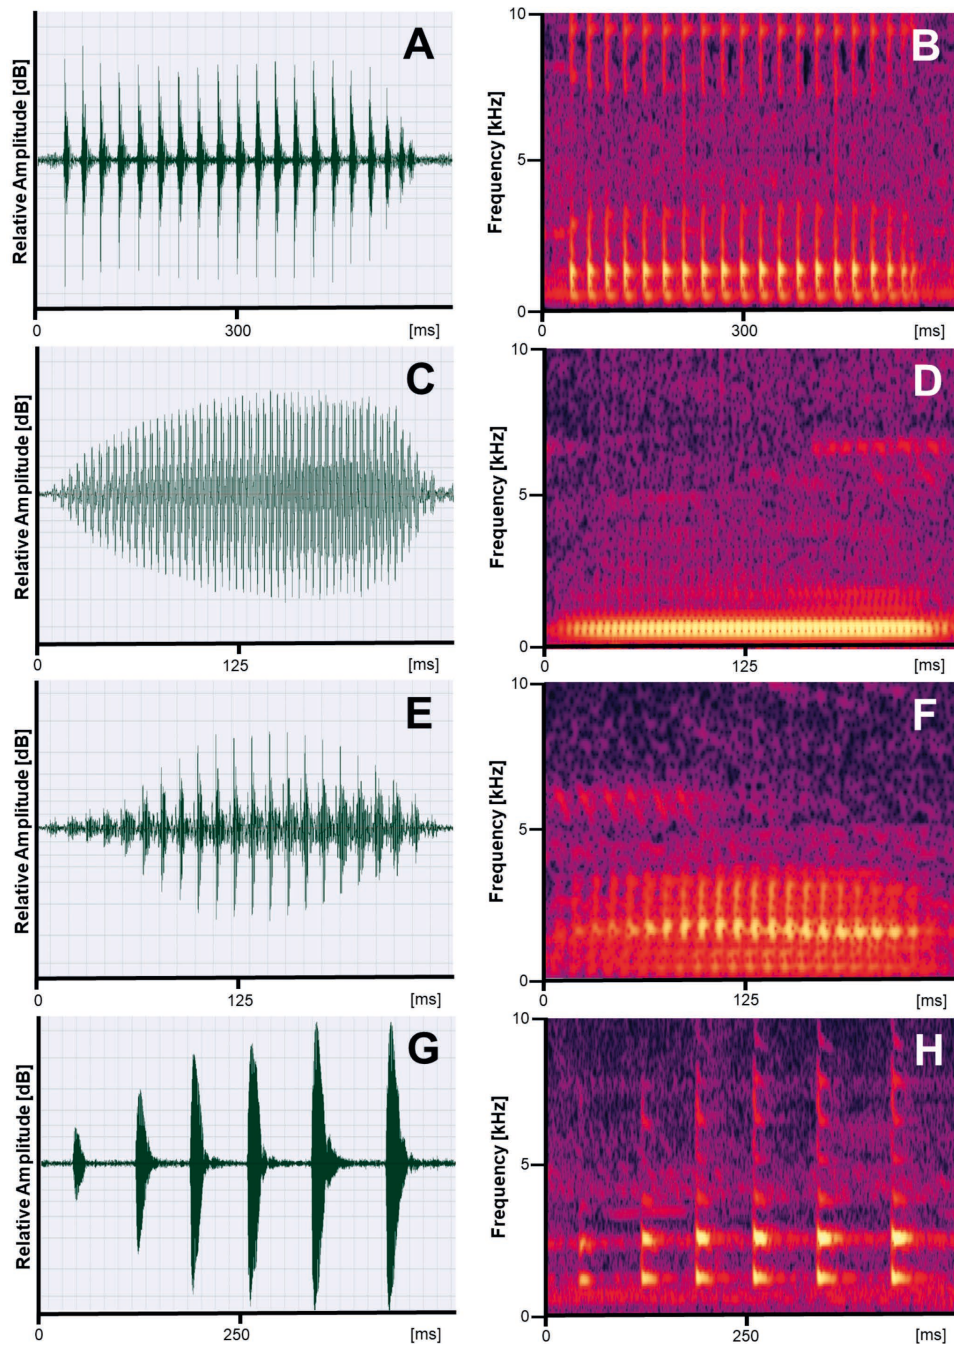 A
Relative Amplitude [dB]
0
300
[ms]
B
Frequency [kHz]
10
5
0
0
300
[ms]
C
Relative Amplitude [dB]
0
125
[ms]
D
Frequency [kHz]
10
5
0
0
125
[ms]
E
Relative Amplitude [dB]
0
125
[ms]
F
Frequency [kHz]
10
5
0
0
125
[ms]
G
Relative Amplitude [dB]
0
250
[ms]
H
Frequency [kHz]
10
5
0
0
250
[ms]